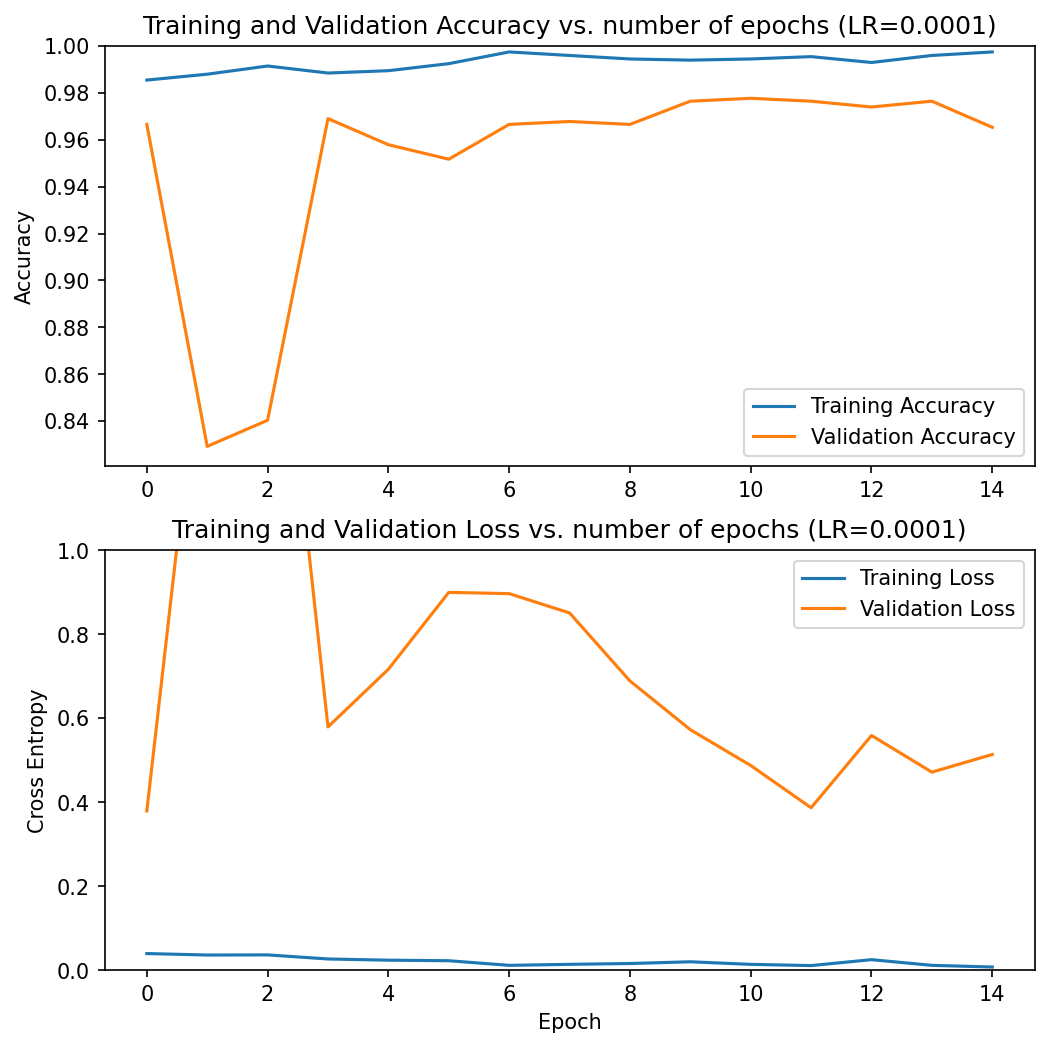 Training and Validation Accuracy vs. number of epochs (LR=0.0001)
1.00
0.98
0.96
0.94
0.92
0.90
0.88
0.86
0.84
Accuracy
Training Accuracy
Validation Accuracy
0 2 4 6 8 10 12 14
Training and Validation Loss vs. number of epochs (LR=0.0001)
1.0
0.8
0.6
0.4
0.2
0.0
Cross Entropy
Training Loss
Validation Loss
0 2 4 6 8 10 12 14
Epoch